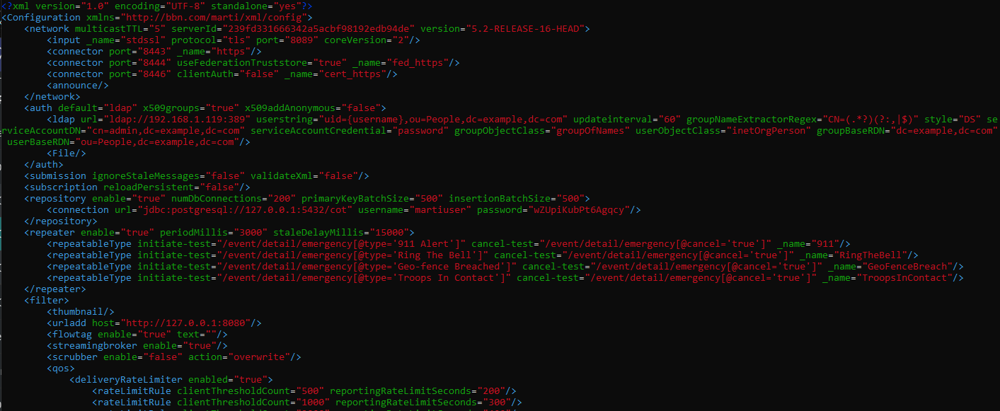 <?xml version="1.0" encoding="UTF-8" standalone="yes"?>
<Configuration xmlns="http://bbn.com/marti/xml/config">
    <network multicastTTL="5" serverId="239fd331666342a5acbf98192edb94de" version="5.2-RELEASE-16-HEAD">
        <input _name="stdssl" protocol="tls" port="8089" coreVersion="2"/>
        <connector port="8443" _name="https"/>
        <connector port="8444" useFederationTruststore="true" _name="fed_https"/>
        <connector port="8446" clientAuth="false" _name="cert_https"/>
        <announce/>
    </network>
    <auth default="ldap" x509groups="true" x509addAnonymous="false">
        <ldap url="ldap://192.168.1.119:389" userstring="uid={username},ou=People,dc=example,dc=com" updateinterval="60" groupNameExtractorRegex="CN=(.*?)(?:,|$)" style="DS" se
rviceAccountDN="cn=admin,dc=example,dc=com" serviceAccountCredential="password" groupObjectClass="groupOfNames" userObjectClass="inetOrgPerson" groupBaseRDN="dc=example,dc=com"
 userBaseRDN="ou=People,dc=example,dc=com"/>
        <File/>
    </auth>
    <submission ignoreStaleMessages="false" validateXml="false"/>
    <subscription reloadPersistent="false"/>
    <repository enable="true" numDbConnections="200" primaryKeyBatchSize="500" insertionBatchSize="500">
        <connection url="jdbc:postgresql://127.0.0.1:5432/cot" username="martiuser" password="wZUpiKubPt6Agqcy"/>
    </repository>
    <repeater enable="true" periodMillis="3000" staleDelayMillis="15000">
        <repeatableType initiate-test="/event/detail/emergency[@type='911 Alert']" cancel-test="/event/detail/emergency[@cancel='true']" _name="911"/>
        <repeatableType initiate-test="/event/detail/emergency[@type='Ring The Bell']" cancel-test="/event/detail/emergency[@cancel='true']" _name="RingTheBell"/>
        <repeatableType initiate-test="/event/detail/emergency[@type='Geo-fence Breached']" cancel-test="/event/detail/emergency[@cancel='true']" _name="GeoFenceBreach"/>
        <repeatableType initiate-test="/event/detail/emergency[@type='Troops In Contact']" cancel-test="/event/detail/emergency[@cancel='true']" _name="TroopsInContact"/>
    </repeater>
    <filter>
        <thumbnail/>
        <urladd host="http://127.0.0.1:8080"/>
        <flowtag enable="true" text=""/>
        <streamingbroker enable="true"/>
        <scrubber enable="false" action="overwrite"/>
        <qos>
            <deliveryRateLimiter enabled="true">
                <rateLimitRule clientThresholdCount="500" reportingRateLimitSeconds="200"/>
                <rateLimitRule clientThresholdCount="1000" reportingRateLimitSeconds="300"/>